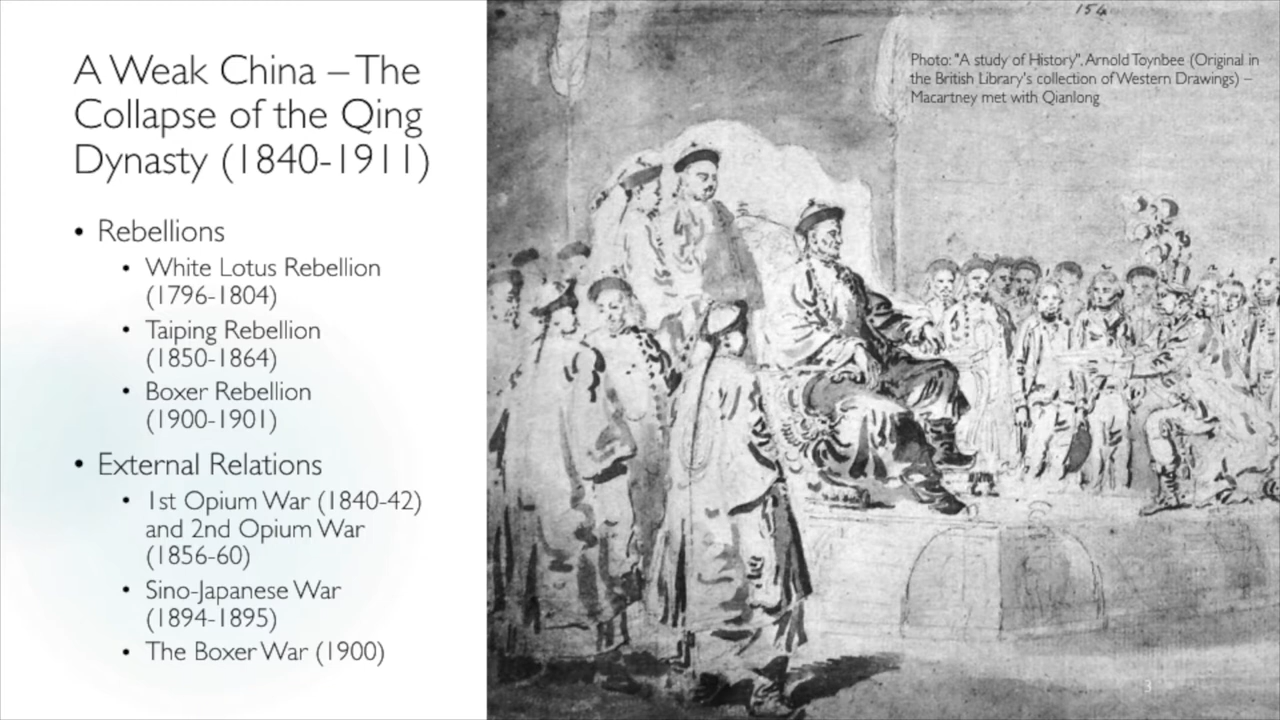 A Weak China – The
Collapse of the Qing
Dynasty (1840-1911)
• Rebellions
• White Lotus Rebellion
(1796-1804)
• Taiping Rebellion
(1850-1864)
• Boxer Rebellion
(1900-1901)
• External Relations
• 1st Opium War (1840-42)
and 2nd Opium War
(1856-60)
• Sino-Japanese War
(1894-1895)
• The Boxer War (1900)
154
Photo: "A study of History", Arnold Toynbee (Original in
the British Library's collection of Western Drawings) –
Macartney met with Qianlong
3